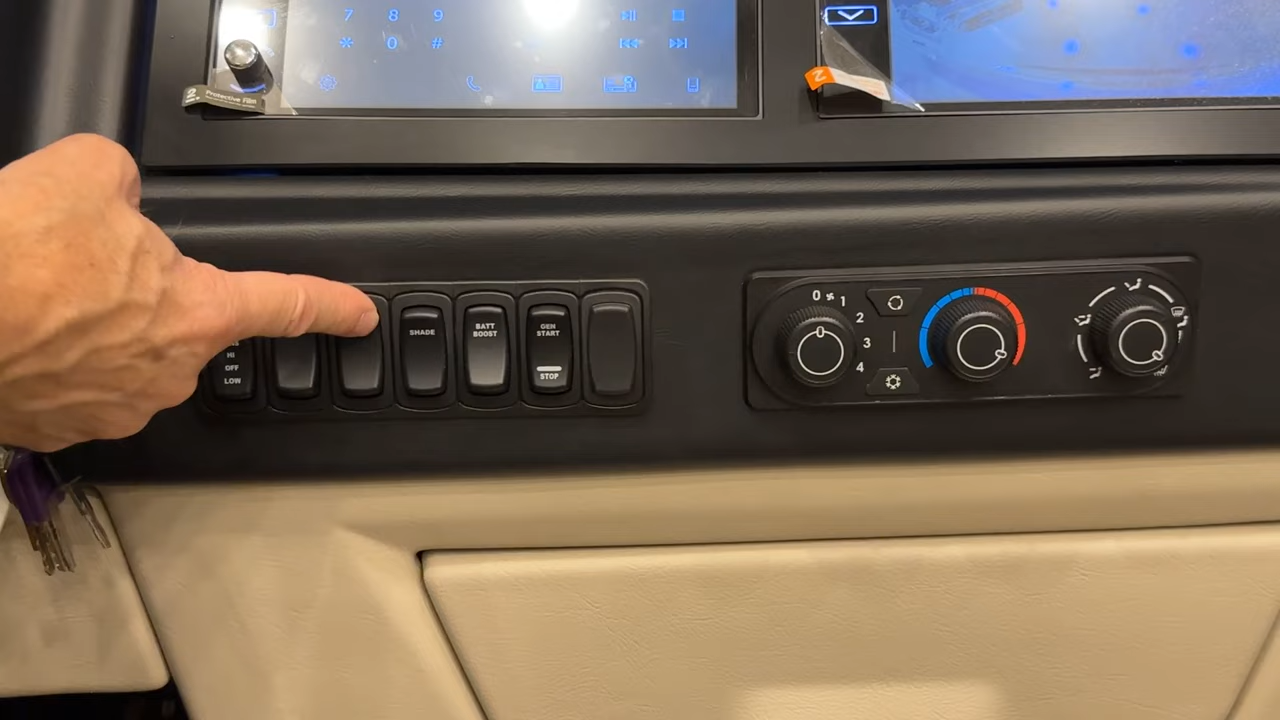 7 8 9
* 0 #
2
Protective Film
2
HI
OFF
LOW
SHADE
BATT
BOOST
GEN
START
STOP
0 1
2
3
4